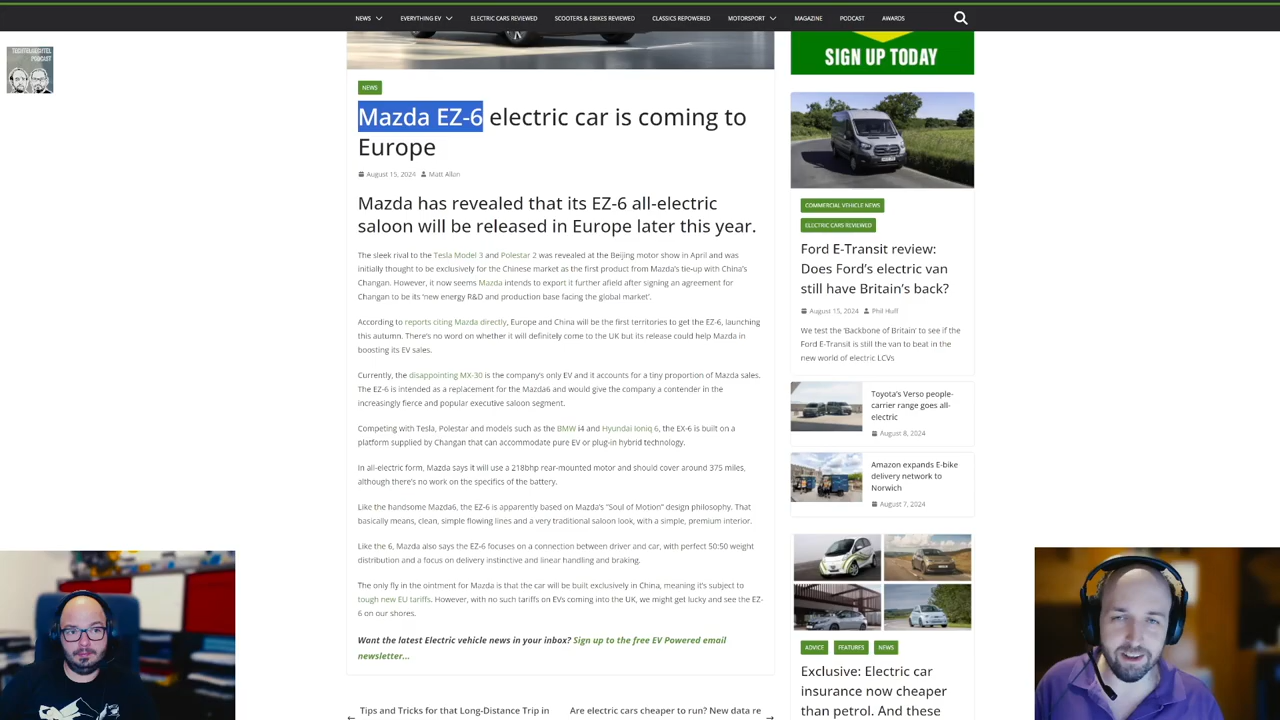 NEWS
EVERYTHING EV
ELECTRIC CARS REVIEWED
SCOOTERS & EBIKES REVIEWED
CLASSICS REPOWERED
MOTORSPORT
MAGAZINE
PODCAST
AWARDS
PODCAST
NEWS
Mazda EZ-6 electric car is coming to
Europe
August 15, 2024 Matt Allan
Mazda has revealed that its EZ-6 all-electric
saloon will be released in Europe later this year.
The sleek rival to the Tesla Model 3 and Polestar 2 was revealed at the Beijing motor show in April and was
initially thought to be exclusively for the Chinese market as the first product from Mazda's tie-up with China's
Changan. However, it now seems Mazda intends to export it further afield after signing an agreement for
Changan to be its 'new energy R&D and production base facing the global market'.
According to reports citing Mazda directly, Europe and China will be the first territories to get the EZ-6, launching
this autumn. There's no word on whether it will definitely come to the UK but its release could help Mazda in
boosting its EV sales.
Currently, the disappointing MX-30 is the company's only EV and it accounts for a tiny proportion of Mazda sales.
The EZ-6 is intended as a replacement for the Mazda6 and would give the company a contender in the
increasingly fierce and popular executive saloon segment.
Competing with Tesla, Polestar and models such as the BMW i4 and Hyundai Ioniq 6, the EX-6 is built on a
platform supplied by Changan that can accommodate pure EV or plug-in hybrid technology.
In all-electric form, Mazda says it will use a 218bhp rear-mounted motor and should cover around 375 miles,
although there's no work on the specifics of the battery.
Like the handsome Mazda6, the EZ-6 is apparently based on Mazda's "Soul of Motion" design philosophy. That
basically means, clean, simple flowing lines and a very traditional saloon look, with a simple, premium interior.
Like the 6, Mazda also says the EZ-6 focuses on a connection between driver and car, with perfect 50:50 weight
distribution and a focus on delivery instinctive and linear handling and braking.
The only fly in the ointment for Mazda is that the car will be built exclusively in China, meaning it's subject to
tough new EU tariffs. However, with no such tariffs on EVs coming into the UK, we might get lucky and see the EZ-
6 on our shores.
Want the latest Electric vehicle news in your inbox? Sign up to the free EV Powered email
newsletter...
Tips and Tricks for that Long-Distance Trip in
Are electric cars cheaper to run? New data re
SIGN UP TODAY
COMMERCIAL VEHICLE NEWS
ELECTRIC CARS REVIEWED
Ford E-Transit review:
Does Ford's electric van
still have Britain's back?
August 15, 2024 Phil Huff
We test the 'Backbone of Britain' to see if the
Ford E-Transit is still the van to beat in the
new world of electric LCVs
Toyota's Verso people-
carrier range goes all-
electric
August 8, 2024
Amazon expands E-bike
delivery network to
Norwich
August 7, 2024
ADVICE
FEATURES
NEWS
Exclusive: Electric car
insurance now cheaper
than petrol. And these